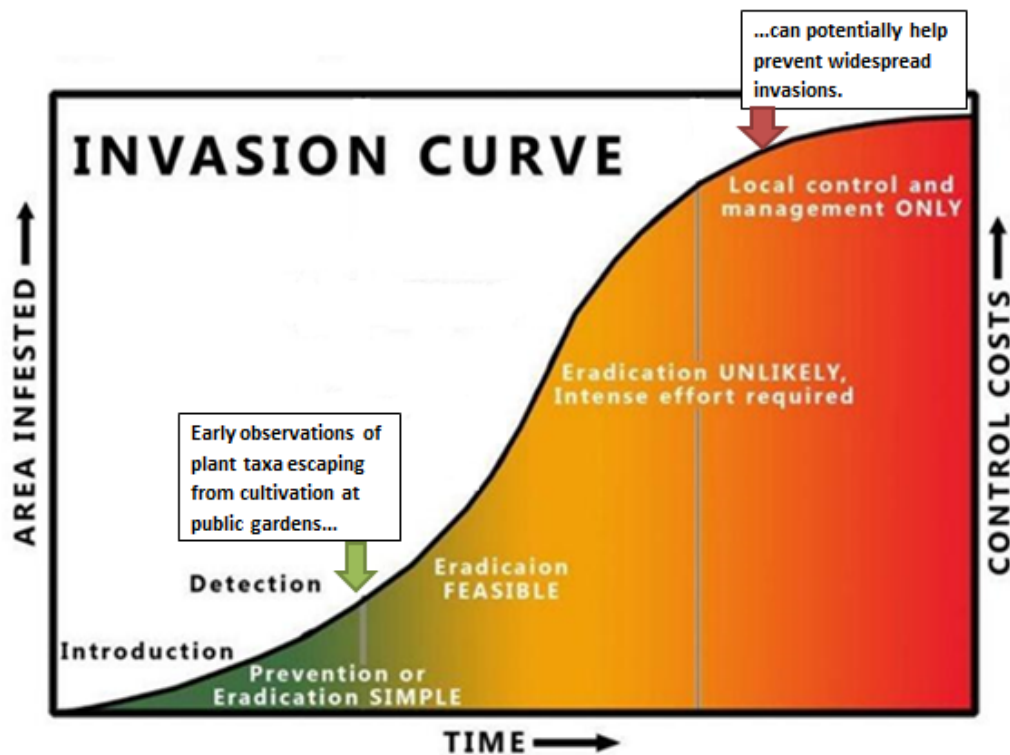 ...can potentially help
prevent widespread
invasions.
INVASION CURVE
Local control and
management ONLY
AREA INFESTED
CONTROL COSTS
Eradication UNLIKELY,
Intense effort required
Early observations of
plant taxa escaping
from cultivation at
public gardens...
Detection
Eradicaion
FEASIBLE
Introduction
Prevention or
Eradication SIMPLE
TIME